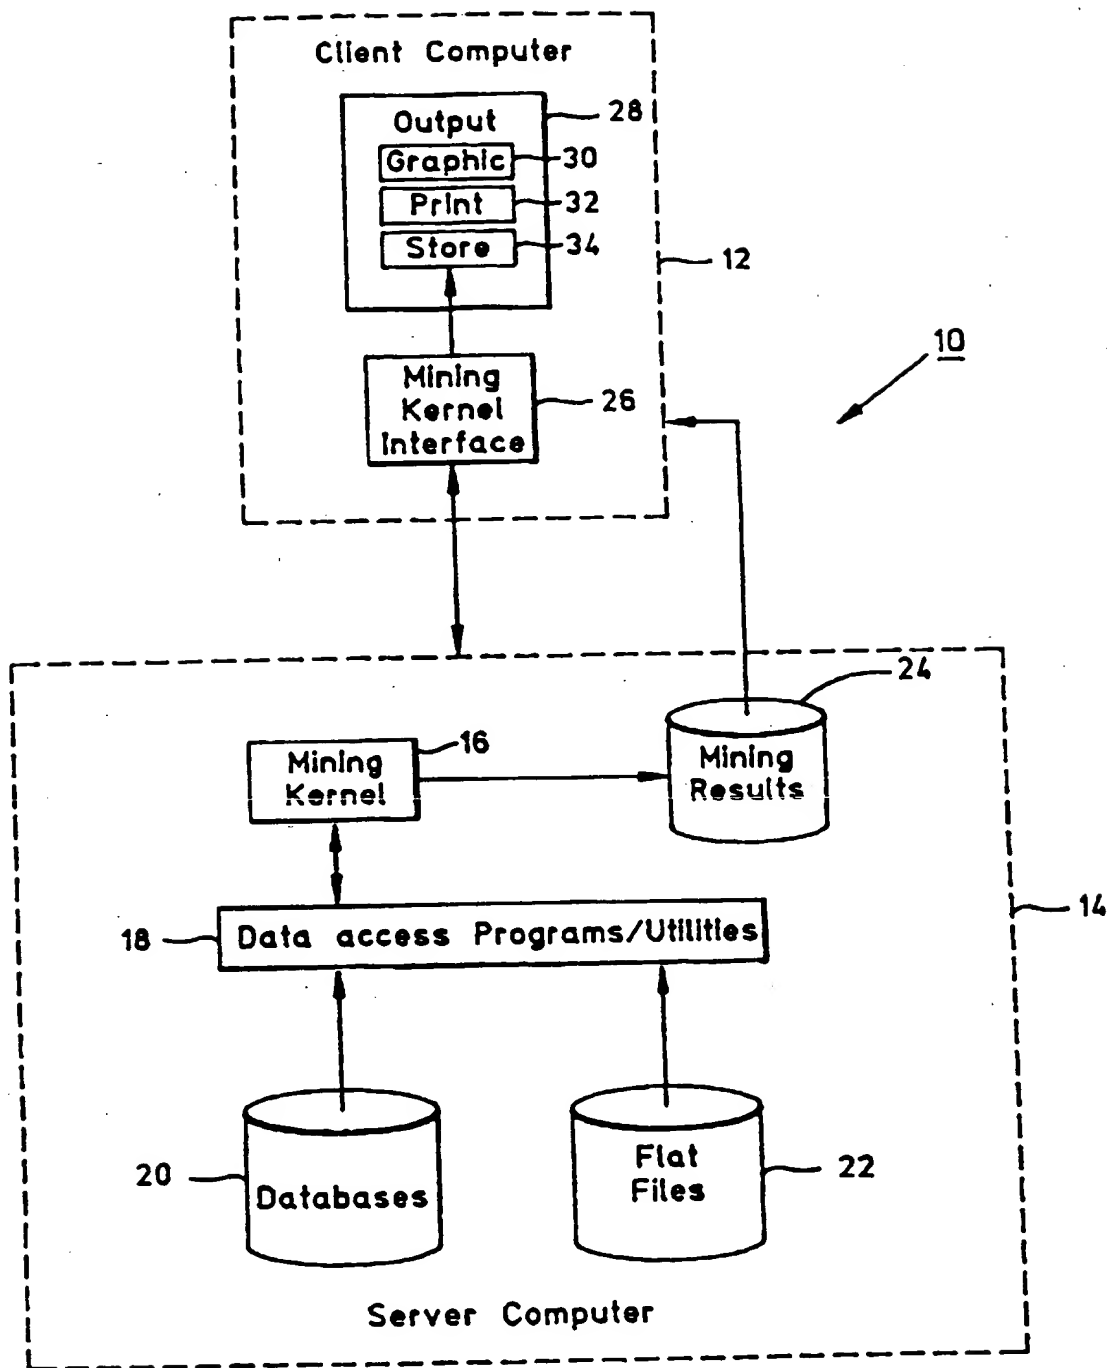 Client Computer
Output
28
Graphic
30
Print
32
Store
34
12
10
Mining
Kernel
Interface
26
24
16
Mining
Kernel
Mining
Results
14
18
Data access Programs/Utilities
20
Databases
Flat
Files
22
Server Computer